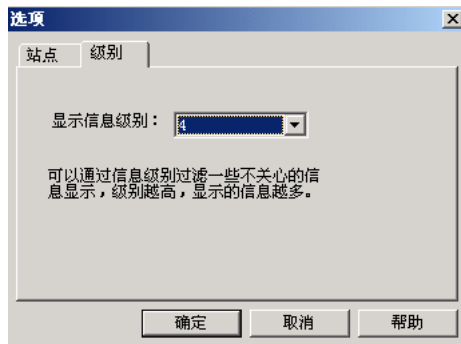 选项
站点 级别
显示信息级别： 4
可以通过信息级别过滤一些不关心的信
息显示，级别越高，显示的信息越多。
确定 取消 帮助